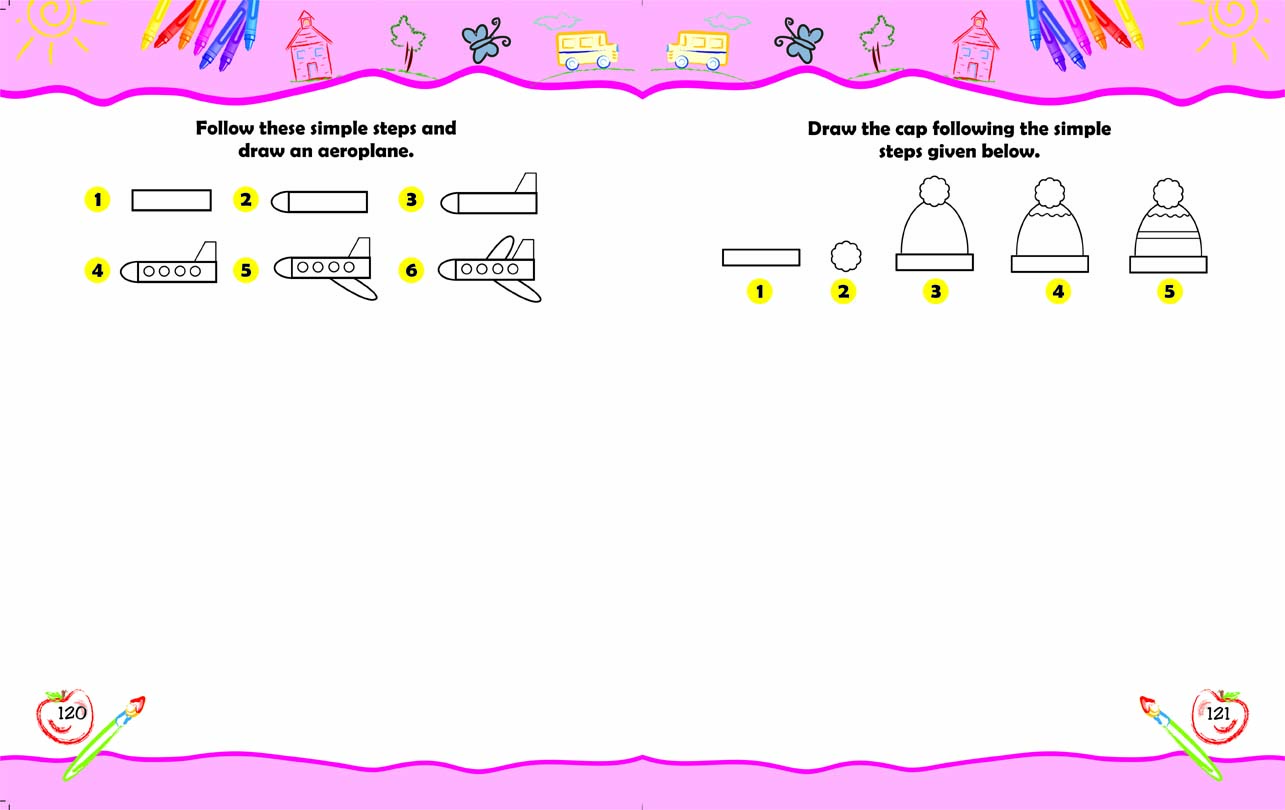 Follow these simple steps and
draw an aeroplane.
1 2 3
4 5 6
120
Draw the cap following the simple
steps given below.
1 2 3 4 5
121